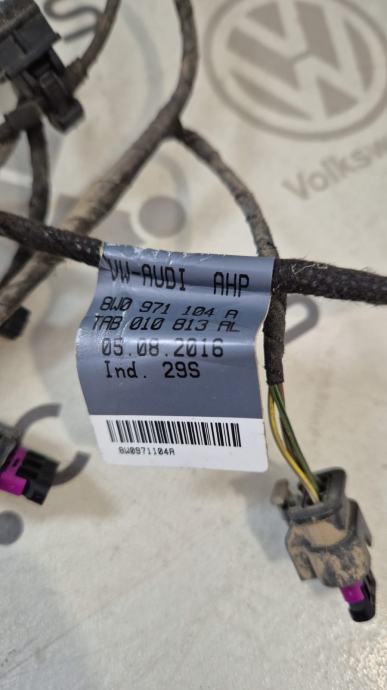 Volksw
VW-AUDI AHP
8W0 971 104 A
TAB 010 813 AL
05.08.2016
Ind. 29S
8W0971104A